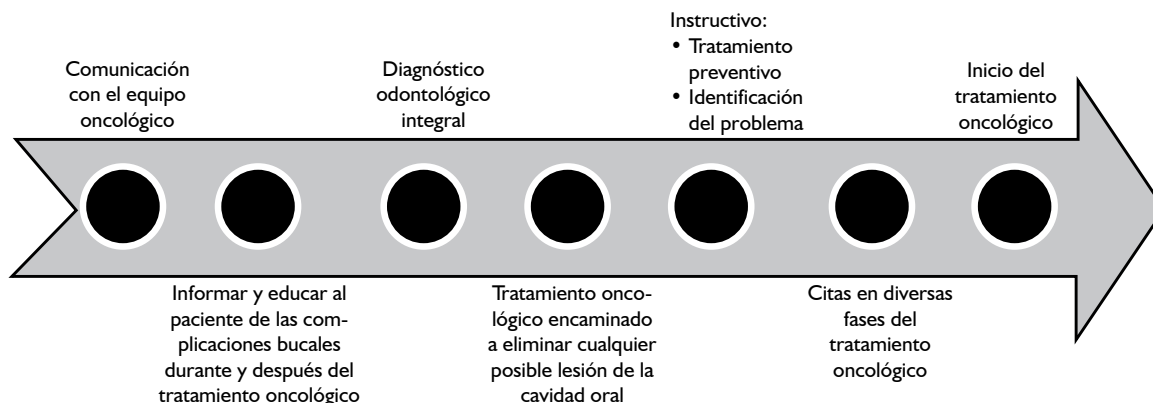 Comunicación
con el equipo
oncológico
Informar y educar al
paciente de las com-
plicaciones bucales
durante y después del
tratamiento oncológico
Diagnóstico
odontológico
integral
Tratamiento onco-
lógico encaminado
a eliminar cualquier
posible lesión de la
cavidad oral
Instructivo:
• Tratamiento
preventivo
• Identificación
del problema
Citas en diversas
fases del
tratamiento
oncológico
Inicio del
tratamiento
oncológico